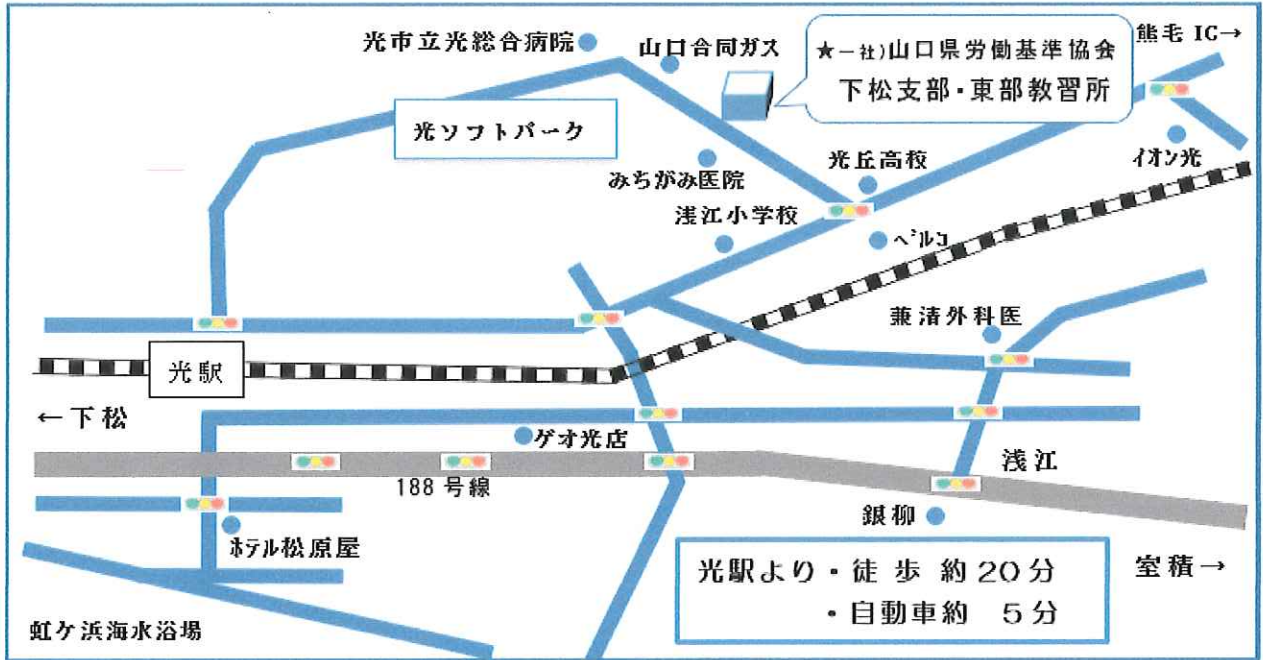 光市立光総合病院
山口合同ガス
★一社)山口県労働基準協会
下松支部・東部教習所
熊毛 IC→
光ソフトパーク
みちがみ医院
光丘高校
イオン光
浅江小学校
ベルコ
兼清外科医
光駅
←下松
ゲオ光店
188 号線
浅江
銀柳
ホテル松原屋
光駅より・徒 歩 約 20 分
・自動車約 5 分
室積→
虹ケ浜海水浴場